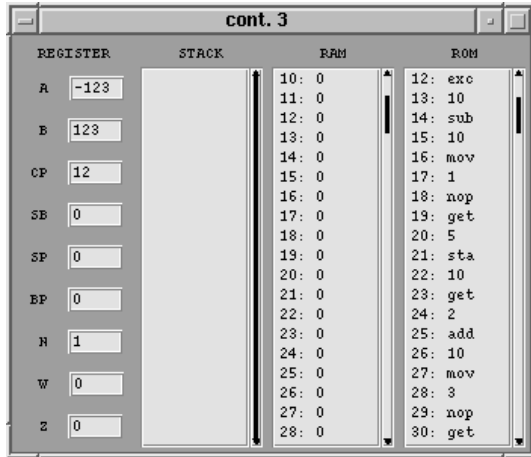 cont. 3
REGISTER STACK RAM ROM
A -123
B 123
CP 12
SB 0
SP 0
BP 0
N 1
W 0
Z 0
10: 0
11: 0
12: 0
13: 0
14: 0
15: 0
16: 0
17: 0
18: 0
19: 0
20: 0
21: 0
22: 0
23: 0
24: 0
25: 0
26: 0
27: 0
28: 0
12: exc
13: 10
14: sub
15: 10
16: mov
17: 1
18: nop
19: get
20: 5
21: sta
22: 10
23: get
24: 2
25: add
26: 10
27: mov
28: 3
29: nop
30: get